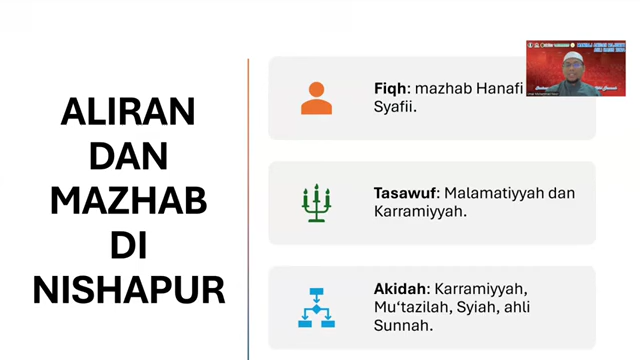 ALIRAN
DAN
MAZHAB
DI
NISHAPUR
Fiqh: mazhab Hanafi
Syafii.
Tasawuf: Malamatiyyah dan
Karramiyyah.
Akidah: Karramiyyah,
Mu‘tazilah, Syiah, ahli
Sunnah.